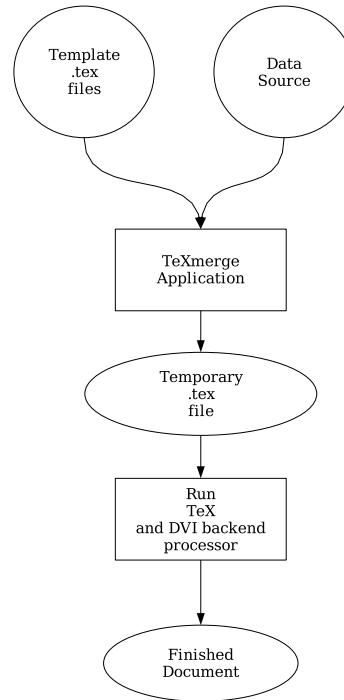 Template
.tex
files
Data
Source
TeXmerge
Application
Temporary
.tex
file
Run
TeX
and DVI backend
processor
Finished
Document